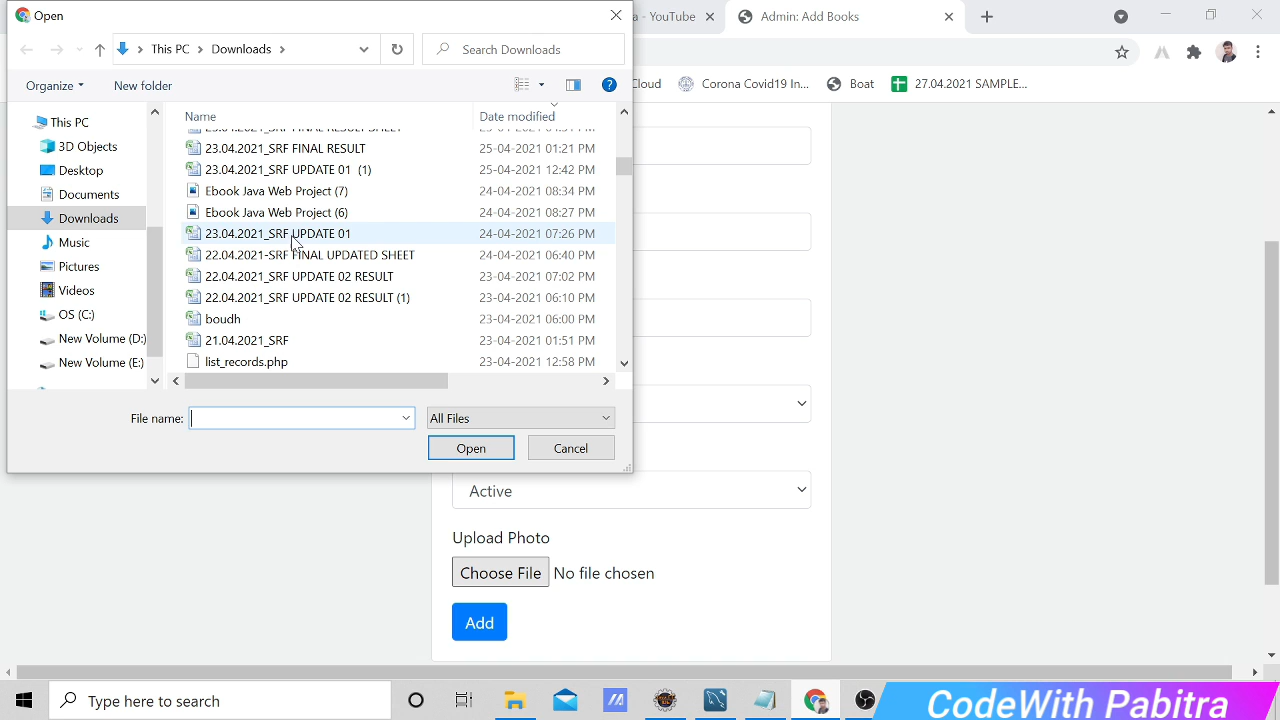 Open
a - YouTube
Admin: Add Books
This PC
Downloads
Search Downloads
Cloud
Corona Covid19 In...
Boat
27.04.2021 SAMPLE...
Organize
New folder
Name
Date modified
This PC
3D Objects
Desktop
Documents
Downloads
Music
Pictures
Videos
OS (C:)
New Volume (D:)
New Volume (E:)
23.04.2021_SRF FINAL RESULT SHEET
23.04.2021_SRF FINAL RESULT 25-04-2021 01:21 PM
23.04.2021_SRF UPDATE 01 (1) 25-04-2021 12:42 PM
Ebook Java Web Project (7) 24-04-2021 08:34 PM
Ebook Java Web Project (6) 24-04-2021 08:27 PM
23.04.2021_SRF UPDATE 01 24-04-2021 07:26 PM
22.04.2021-SRF FINAL UPDATED SHEET 24-04-2021 06:40 PM
22.04.2021_SRF UPDATE 02 RESULT 23-04-2021 07:02 PM
22.04.2021_SRF UPDATE 02 RESULT (1) 23-04-2021 06:10 PM
boudh 23-04-2021 06:00 PM
21.04.2021_SRF 23-04-2021 01:51 PM
list_records.php 23-04-2021 12:58 PM
File name:
All Files
Open
Cancel
Active
Upload Photo
Choose File No file chosen
Add
Type here to search
CodeWith Pabitra